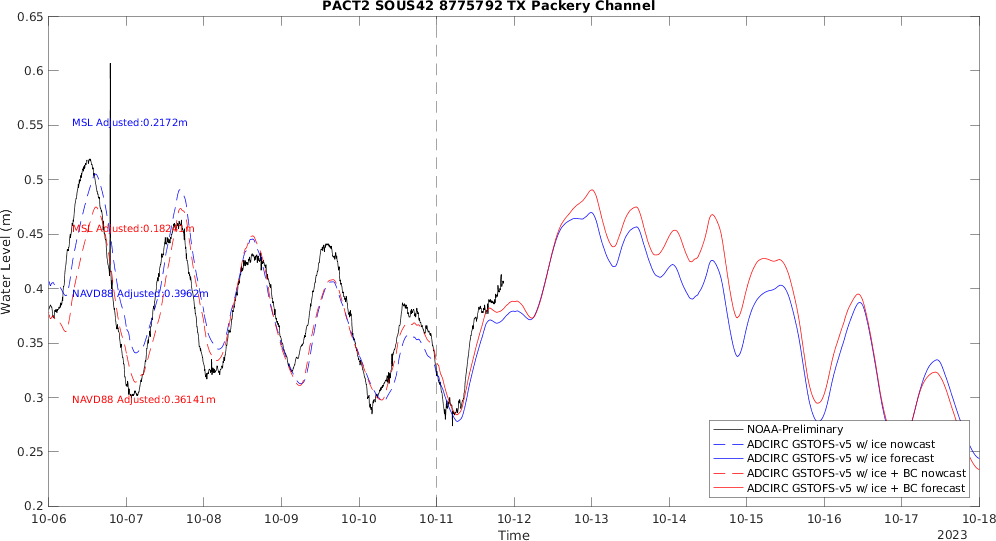 PACT2 SOUS42 8775792 TX Packery Channel
0.65
0.6
0.55
0.5
0.45
0.4
0.35
0.3
0.25
0.2
Water Level (m)
MSL Adjusted:0.2172m
MSL Adjusted:
NAVD88 Adjusted:0.3962m
NAVD88 Adjusted:0.36141m
NOAA-Preliminary
ADCIRC GSTOFS-v5 w/ ice nowcast
ADCIRC GSTOFS-v5 w/ ice forecast
ADCIRC GSTOFS-v5 w/ ice + BC nowcast
ADCIRC GSTOFS-v5 w/ ice + BC forecast
10-06 10-07 10-08 10-09 10-10 10-11 10-12 10-13 10-14 10-15 10-16 10-17 10-18
Time
2023